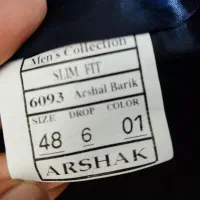 Men's Collection
SLIM FIT
6093 Arshal Barik
SIZE DROP COLOR
48 6 01
ARSHAK